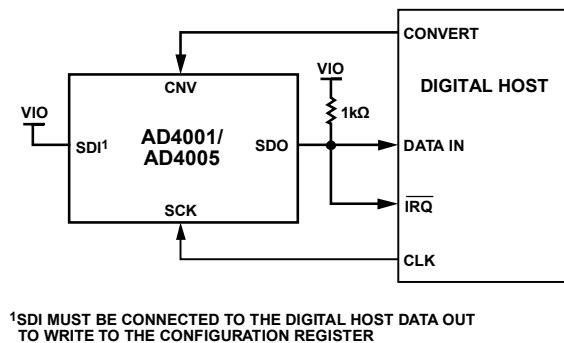 CONVERT
VIO
DIGITAL HOST
CNV
VIO
1kΩ
AD4001/
AD4005
SDI¹
SDO
DATA IN
SCK
IRQ
CLK
¹SDI MUST BE CONNECTED TO THE DIGITAL HOST DATA OUT
TO WRITE TO THE CONFIGURATION REGISTER